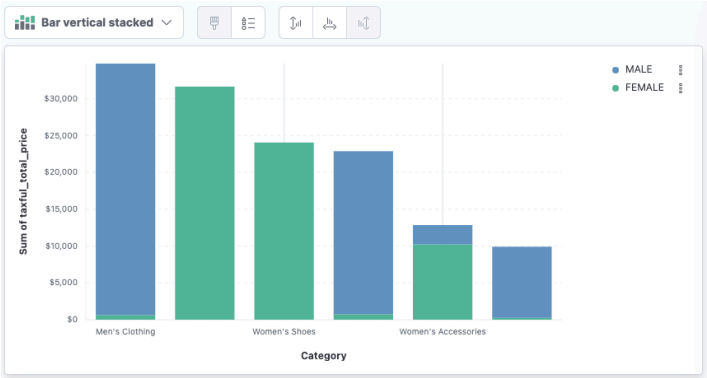 Bar vertical stacked
MALE
FEMALE
Sum of taxful_total_price
$30,000
$25,000
$20,000
$15,000
$10,000
$5,000
$0
Men's Clothing
Women's Shoes
Women's Accessories
Category